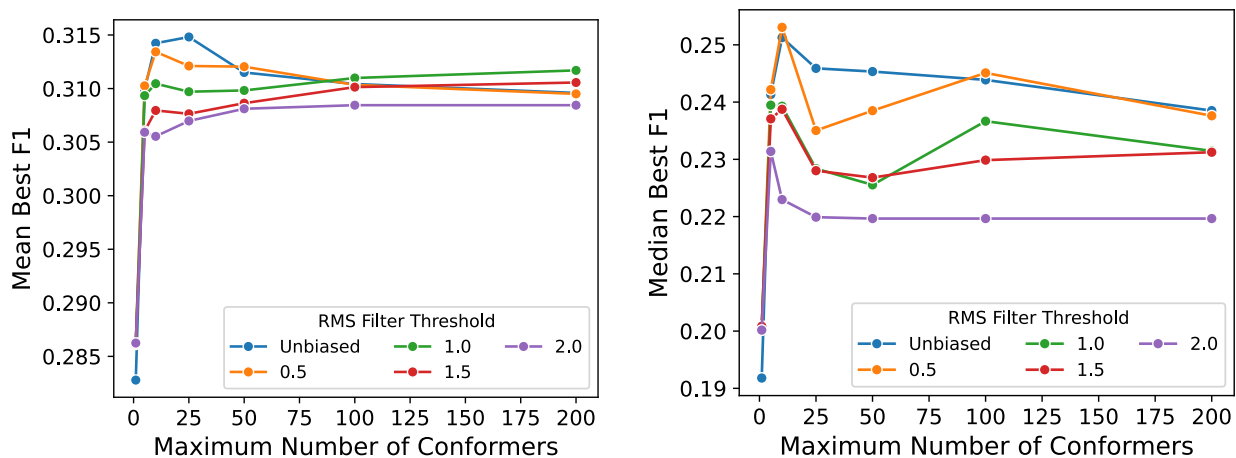 0.315
0.310
0.305
0.300
0.295
0.290
0.285
Mean Best F1
0 25 50 75 100 125 150 175 200
Maximum Number of Conformers
RMS Filter Threshold
Unbiased 1.0 2.0
0.5 1.5
0.25
0.24
0.23
0.22
0.21
0.20
0.19
Median Best F1
0 25 50 75 100 125 150 175 200
Maximum Number of Conformers
RMS Filter Threshold
Unbiased 1.0 2.0
0.5 1.5